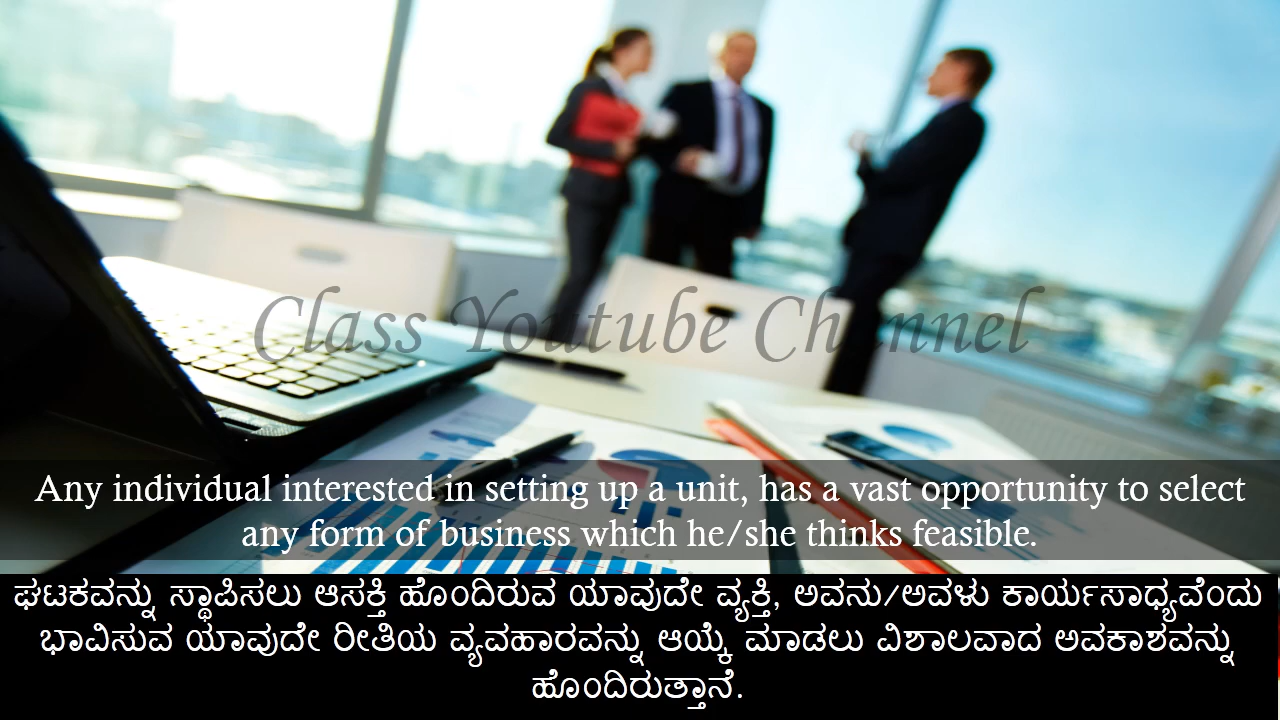 Class Youtube Channel
Any individual interested in setting up a unit, has a vast opportunity to select
any form of business which he/she thinks feasible.
ಘಟಕವನ್ನು ಸ್ಥಾಪಿಸಲು ಆಸಕ್ತಿ ಹೊಂದಿರುವ ಯಾವುದೇ ವ್ಯಕ್ತಿ, ಅವನು/ಅವಳು ಕಾರ್ಯಸಾಧ್ಯವೆಂದು
ಭಾವಿಸುವ ಯಾವುದೇ ರೀತಿಯ ವ್ಯವಹಾರವನ್ನು ಆಯ್ಕೆ ಮಾಡಲು ವಿಶಾಲವಾದ ಅವಕಾಶವನ್ನು
ಹೊಂದಿರುತ್ತಾನೆ.